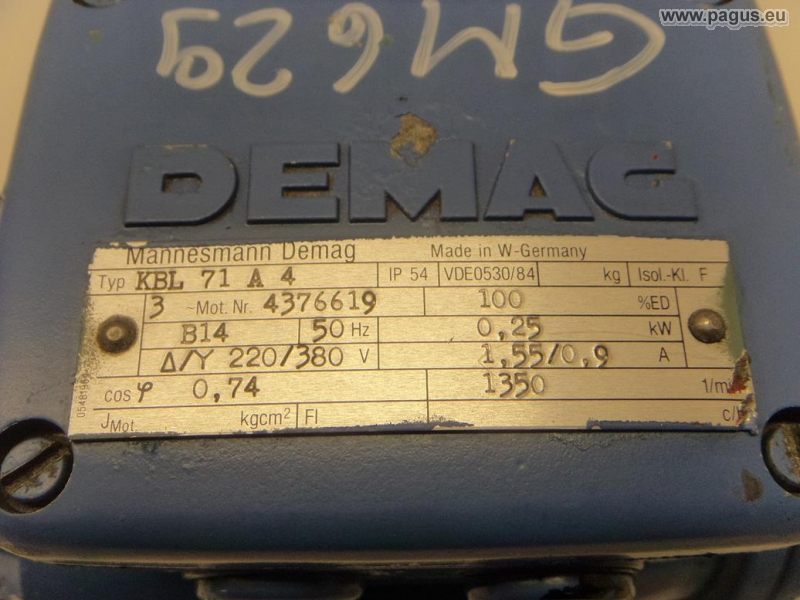 www.pagus.eu
GM629
DEMAG
Mannesmann Demag Made in W-Germany
Typ KBL 71 A 4 IP 54 VDE0530/84 kg Isol.-Kl. F
3 ~Mot. Nr. 4376619 100 %ED
B14 50 Hz 0,25 kW
Δ/Y 220/380 V 1,55/0,9 A
cos φ 0,74 1350
JMot. kgcm² FI